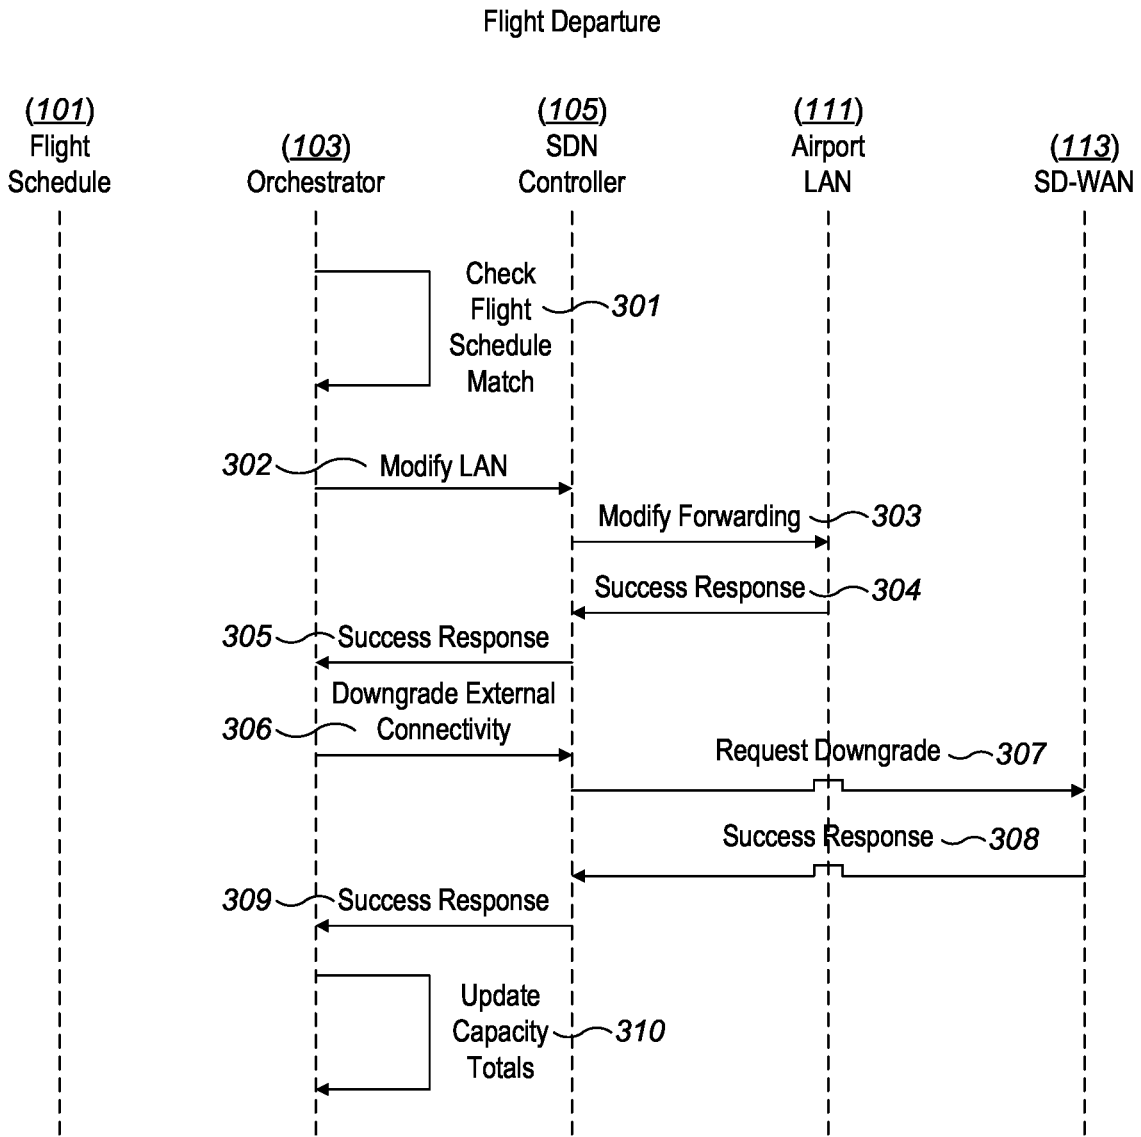 Flight Departure
(101)
Flight
Schedule
(103)
Orchestrator
(105)
SDN
Controller
(111)
Airport
LAN
(113)
SD-WAN
Check
Flight
Schedule
Match
301
302
Modify LAN
Modify Forwarding
303
Success Response
304
305
Success Response
Downgrade External
Connectivity
306
Request Downgrade
307
Success Response
308
309
Success Response
Update
Capacity
Totals
310